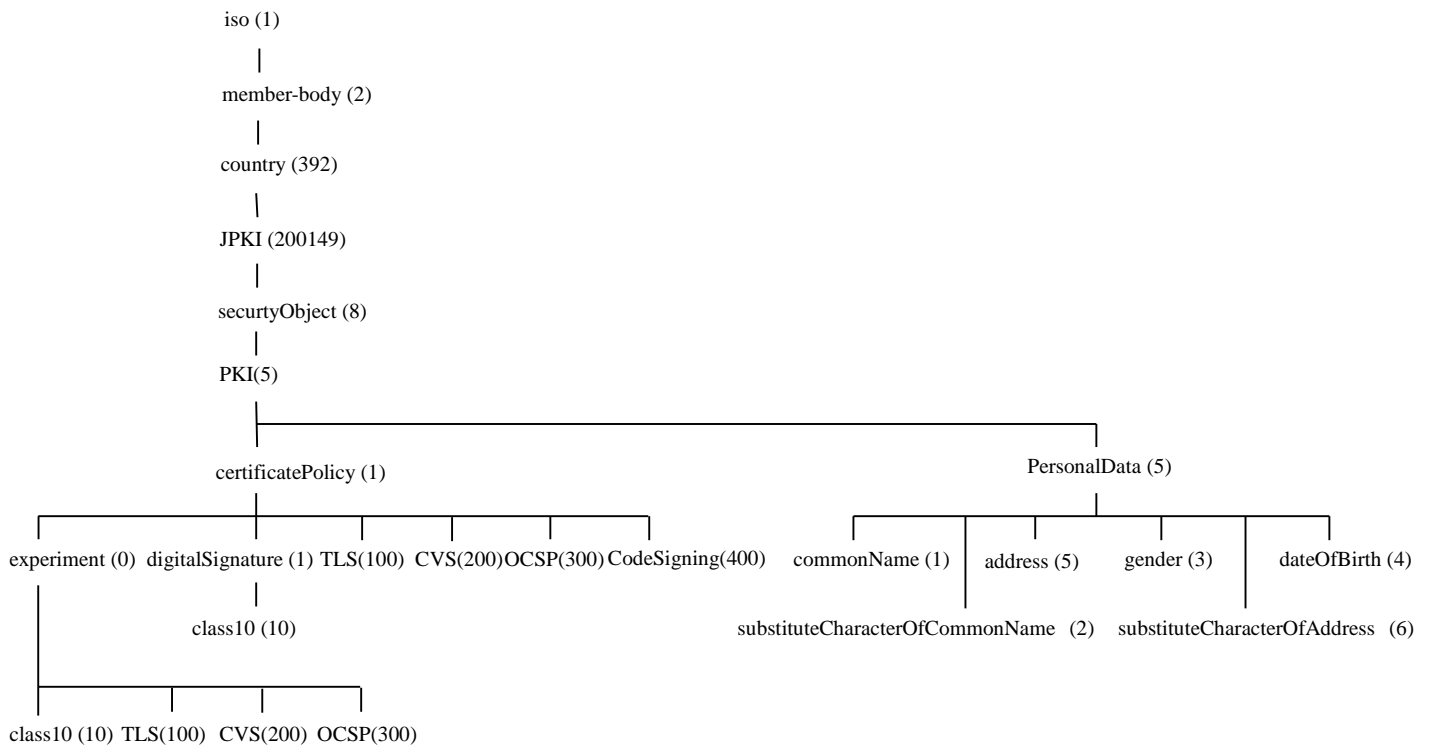 iso (1)
member-body (2)
country (392)
JPKI (200149)
securtyObject (8)
PKI(5)
certificatePolicy (1)
PersonalData (5)
experiment (0) digitalSignature (1) TLS(100) CVS(200) OCSP(300) CodeSigning(400)
commonName (1) address (5) gender (3) dateOfBirth (4)
class10 (10)
substituteCharacterOfCommonName (2) substituteCharacterOfAddress (6)
class10 (10) TLS(100) CVS(200) OCSP(300)